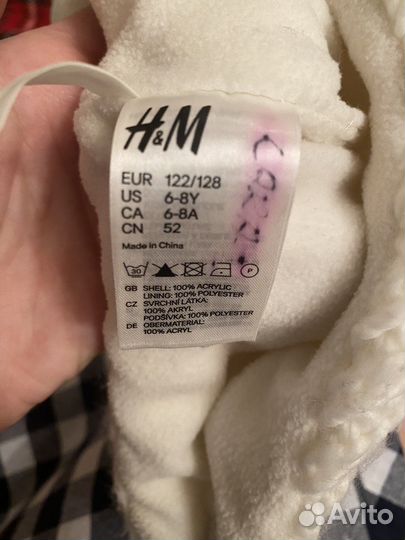 H&M
EUR 122/128
US 6-8Y
CA 6-8A
CN 52
Made in China
30
P
GB SHELL: 100% ACRYLIC
LINING: 100% POLYESTER
CZ SVRCHNÍ LÁTKA:
100% AKRYL
PODŠÍVKA: 100% POLYESTER
DE OBERMATERIAL:
100% ACRYL
Avito